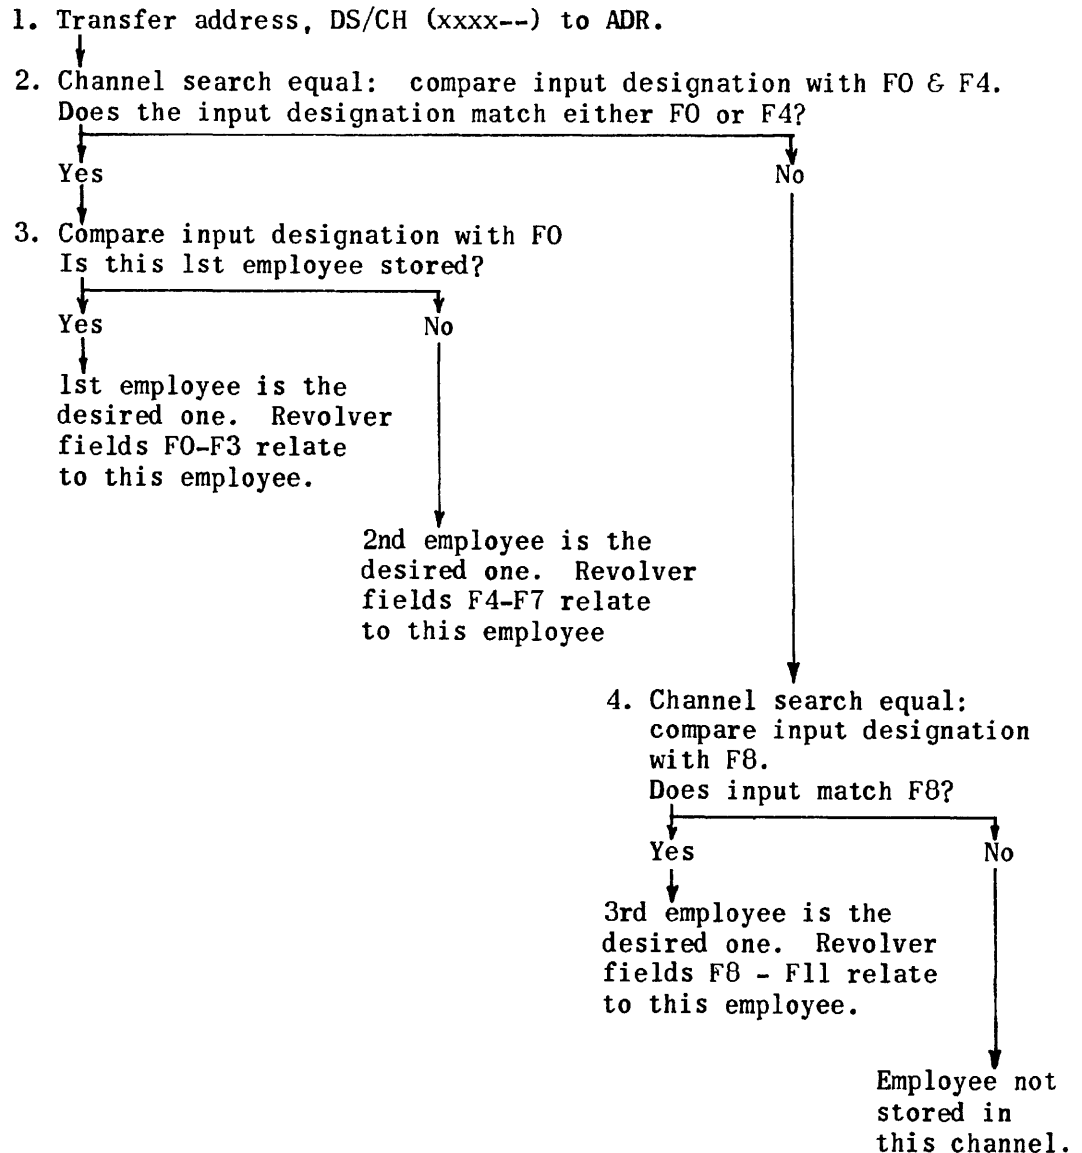 1. Transfer address, DS/CH (xxxx--) to ADR.
2. Channel search equal: compare input designation with F0 & F4.
Does the input designation match either F0 or F4?
Yes
No
3. Compare input designation with F0
Is this 1st employee stored?
Yes
No
1st employee is the
desired one. Revolver
fields F0-F3 relate
to this employee.
2nd employee is the
desired one. Revolver
fields F4-F7 relate
to this employee
4. Channel search equal:
compare input designation
with F8.
Does input match F8?
Yes
No
3rd employee is the
desired one. Revolver
fields F8 - F11 relate
to this employee.
Employee not
stored in
this channel.